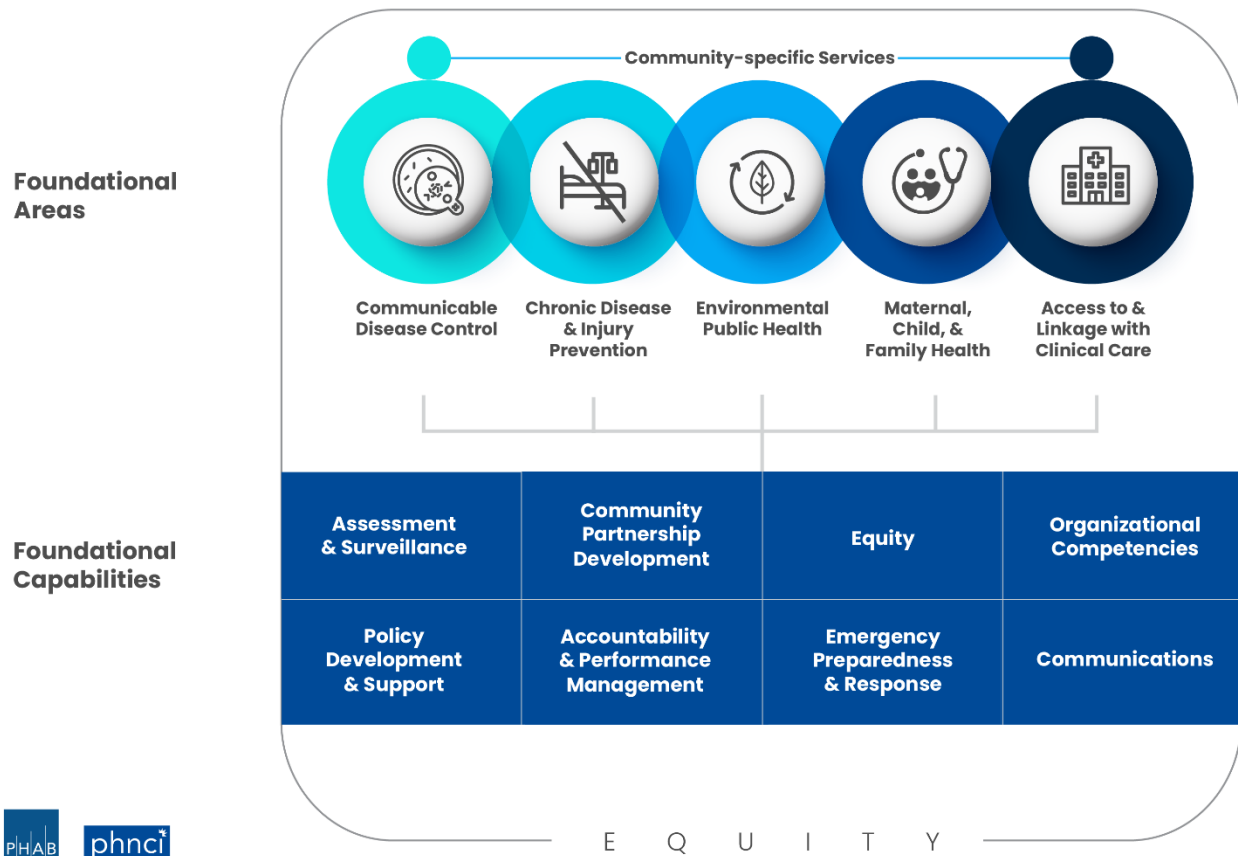 Community-specific Services
Foundational
Areas
Communicable
Disease Control
Chronic Disease
& Injury
Prevention
Environmental
Public Health
Maternal,
Child, &
Family Health
Access to &
Linkage with
Clinical Care
Foundational
Capabilities
Assessment
& Surveillance
Community
Partnership
Development
Equity
Organizational
Competencies
Policy
Development
& Support
Accountability
& Performance
Management
Emergency
Preparedness
& Response
Communications
PHAB
phnci
E Q U I T Y